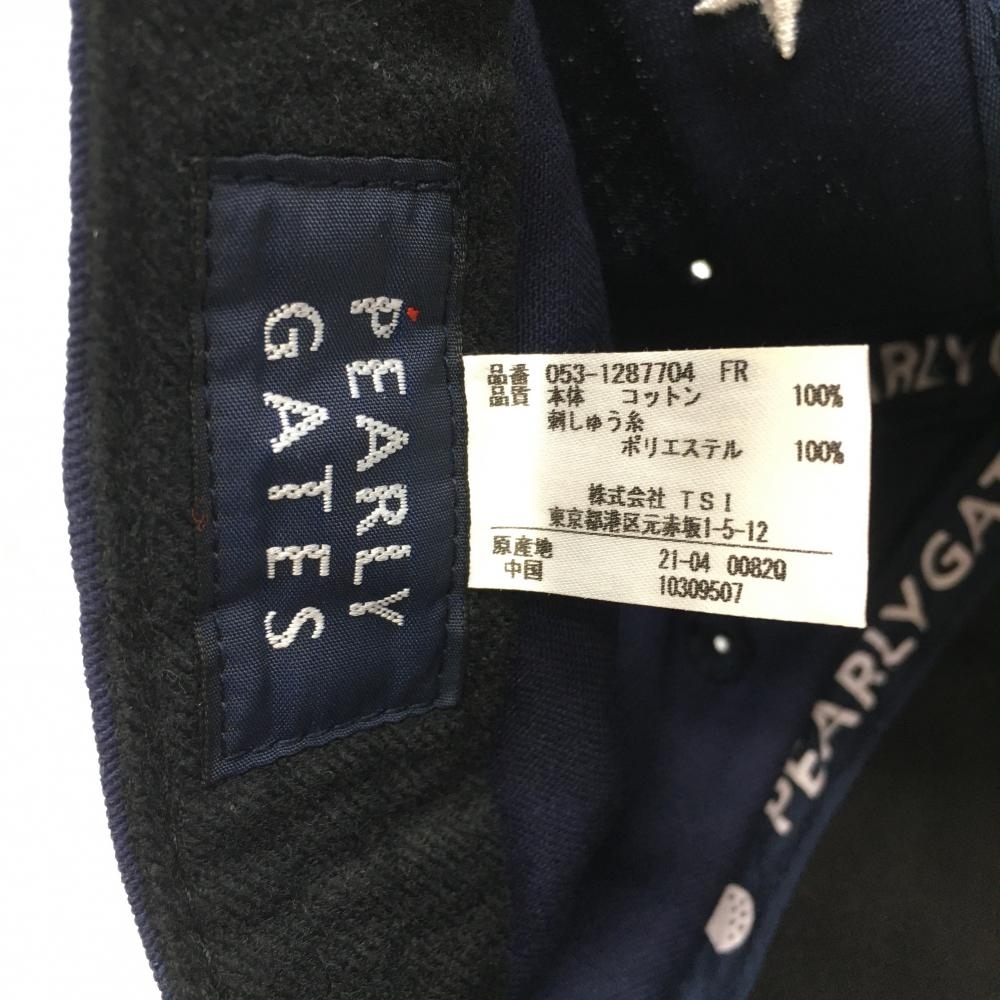 PEARLY
GATES
品番 053-1287704 FR
品質 本体 コットン 100%
刺しゅう糸
ポリエステル 100%
株式会社 TSI
東京都港区元赤坂1-5-12
原産地 21-04 0082Q
中国 10309507
ARLY G
PEARLY GAT